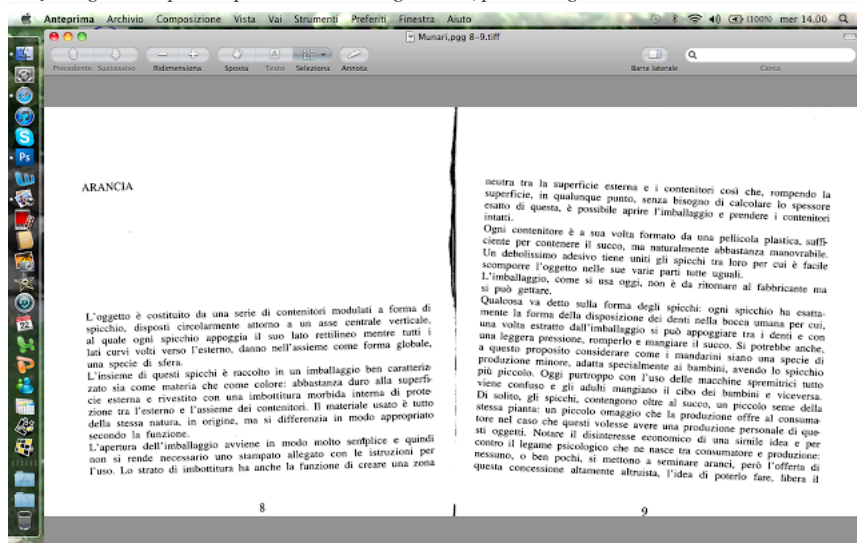 Anteprima Archivio Composizione Vista Vai Strumenti Preferiti Finestra Aiuto
(100%) mer 14.00
Munari,pgg 8-9.tiff
Precedente Successivo Ridimensiona Sposta Testo Seleziona Annota Barra laterale Cerca
ARANCIA
L'oggetto è costituito da una serie di contenitori modulati a forma di
spicchio, disposti circolarmente attorno a un asse centrale verticale,
al quale ogni spicchio appoggia il suo lato rettilineo mentre tutti i
lati curvi volti verso l'esterno, danno nell'assieme come forma globale,
una specie di sfera.
L'insieme di questi spicchi è raccolto in un imballaggio ben caratteriz-
zato sia come materia che come colore: abbastanza duro alla superfi-
cie esterna e rivestito con una imbottitura morbida interna di prote-
zione tra l'esterno e l'assieme dei contenitori. Il materiale usato è tutto
della stessa natura, in origine, ma si differenzia in modo appropriato
secondo la funzione.
L'apertura dell'imballaggio avviene in modo molto semplice e quindi
non si rende necessario uno stampato allegato con le istruzioni per
l'uso. Lo strato di imbottitura ha anche la funzione di creare una zona
8
neutra tra la superficie esterna e i contenitori così che, rompendo la
superficie, in qualunque punto, senza bisogno di calcolare lo spessore
esatto di questa, è possibile aprire l'imballaggio e prendere i contenitori
intatti.
Ogni contenitore è a sua volta formato da una pellicola plastica, suffi-
ciente per contenere il succo, ma naturalmente abbastanza manovrabile.
Un debolissimo adesivo tiene uniti gli spicchi tra loro per cui è facile
scomporre l'oggetto nelle sue varie parti tutte uguali.
L'imballaggio, come si usa oggi, non è da ritornare al fabbricante ma
si può gettare.
Qualcosa va detto sulla forma degli spicchi: ogni spicchio ha esatta-
mente la forma della disposizione dei denti nella bocca umana per cui,
una volta estratto dall'imballaggio si può appoggiare tra i denti e con
una leggera pressione, romperlo e mangiare il succo. Si potrebbe anche,
a questo proposito considerare come i mandarini siano una specie di
produzione minore, adatta specialmente ai bambini, avendo lo spicchio
più piccolo. Oggi purtroppo con l'uso delle macchine spremitrici tutto
viene confuso e gli adulti mangiano il cibo dei bambini e viceversa.
Di solito, gli spicchi, contengono oltre al succo, un piccolo seme della
stessa pianta: un piccolo omaggio che la produzione offre al consuma-
tore nel caso che questi volesse avere una produzione personale di que-
sti oggetti. Notare il disinteresse economico di una simile idea e per
contro il legame psicologico che ne nasce tra consumatore e produzione:
nessuno, o ben pochi, si mettono a seminare aranci, però l'offerta di
questa concessione altamente altruista, l'idea di poterlo fare, libera il
9